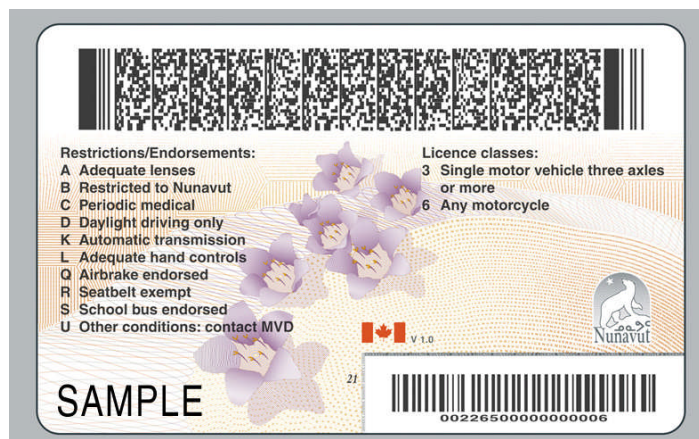 Restrictions/Endorsements:
A Adequate lenses
B Restricted to Nunavut
C Periodic medical
D Daylight driving only
K Automatic transmission
L Adequate hand controls
Q Airbrake endorsed
R Seatbelt exempt
S School bus endorsed
U Other conditions: contact MVD
Licence classes:
3 Single motor vehicle three axles
or more
6 Any motorcycle
V 1.0
ᓄᓇᕗᑦ
Nunavut
21
SAMPLE
00226500000000006